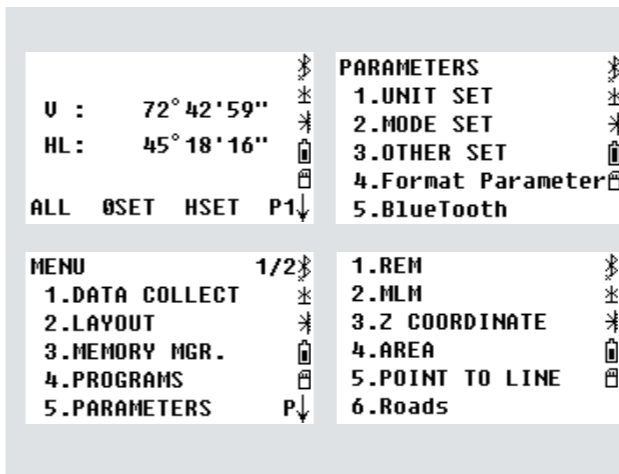 V :     72°42'59"
HL:     45°18'16"
ALL  0SET  HSET  P1↓
PARAMETERS
1.UNIT SET
2.MODE SET
3.OTHER SET
4.Format Parameter
5.BlueTooth
MENU 1/2
1.DATA COLLECT
2.LAYOUT
3.MEMORY MGR.
4.PROGRAMS
5.PARAMETERS P↓
1.REM
2.MLM
3.Z COORDINATE
4.AREA
5.POINT TO LINE
6.Roads